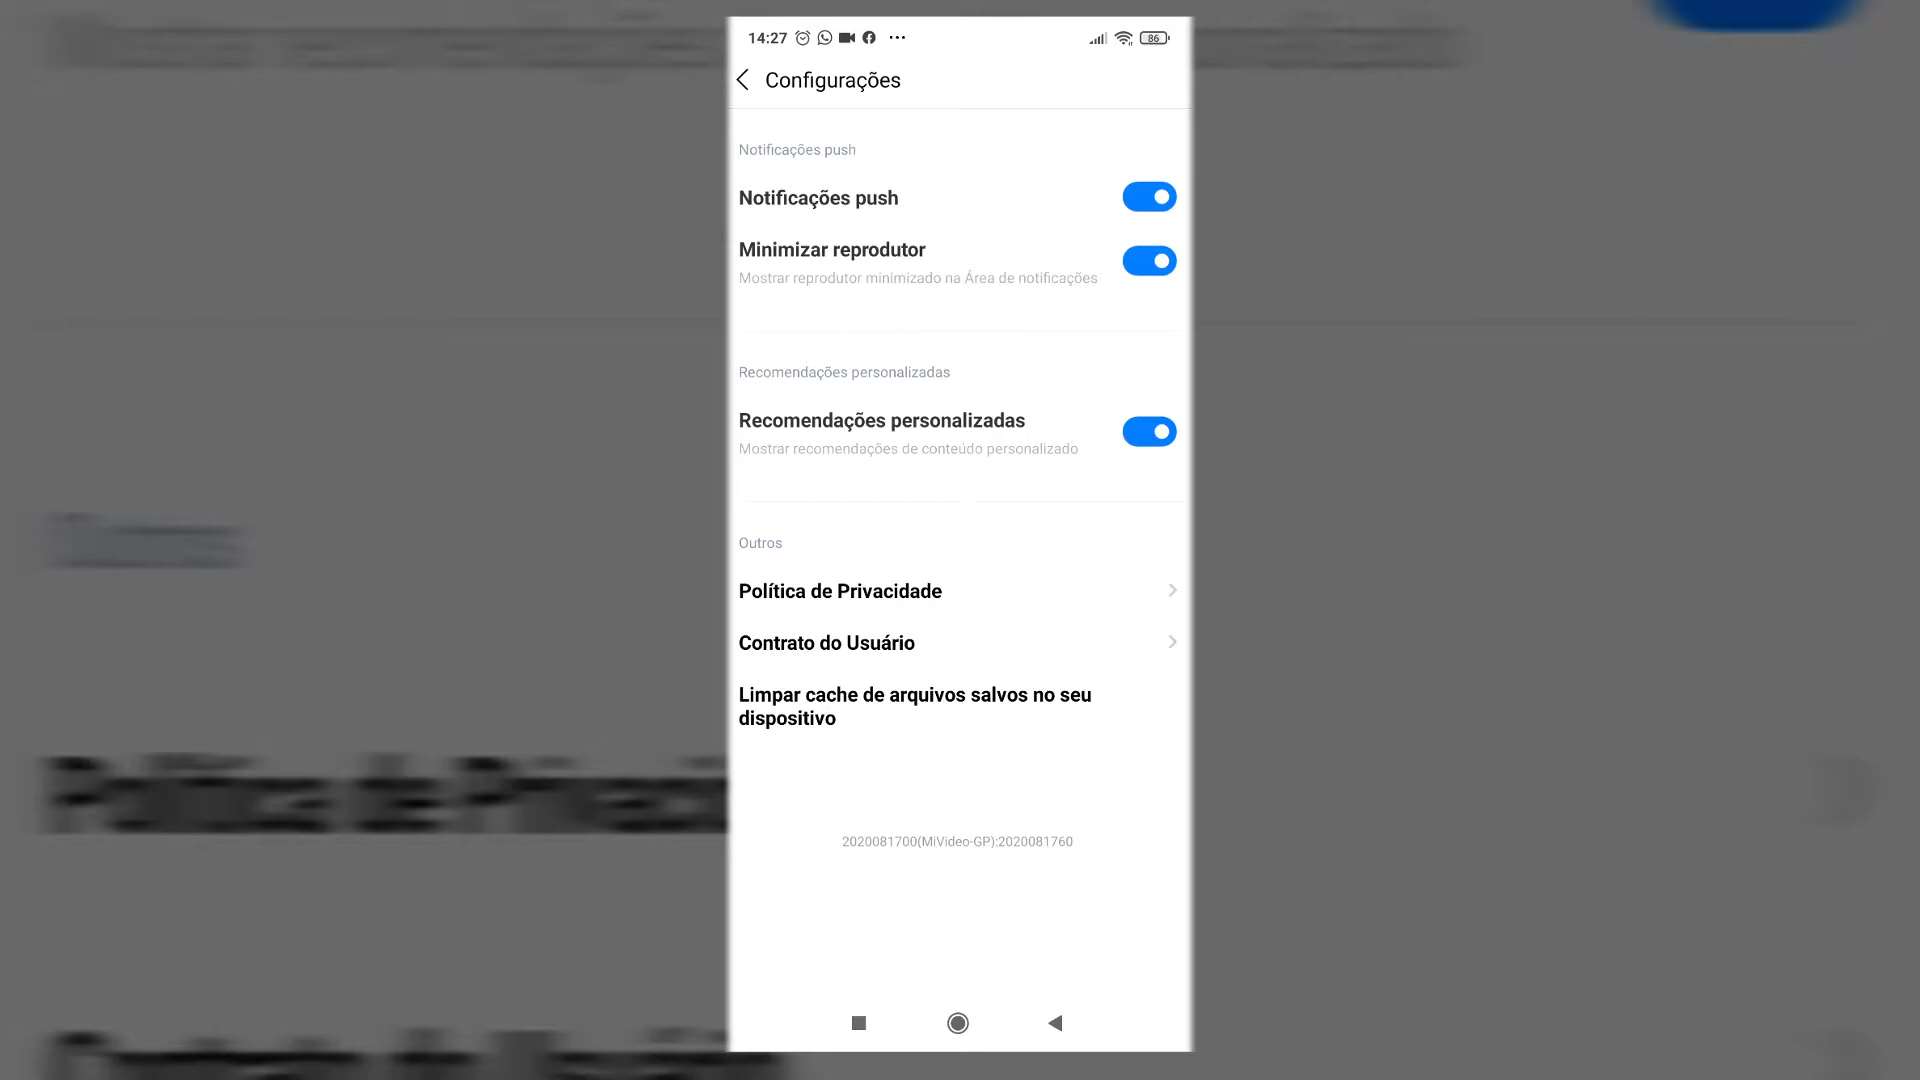 14:27
86
Configurações
Notificações push
Notificações push
Minimizar reprodutor
Mostrar reprodutor minimizado na Área de notificações
Recomendações personalizadas
Recomendações personalizadas
Mostrar recomendações de conteúdo personalizado
Outros
Política de Privacidade
Contrato do Usuário
Limpar cache de arquivos salvos no seu
dispositivo
2020081700(MiVideo-GP):2020081760